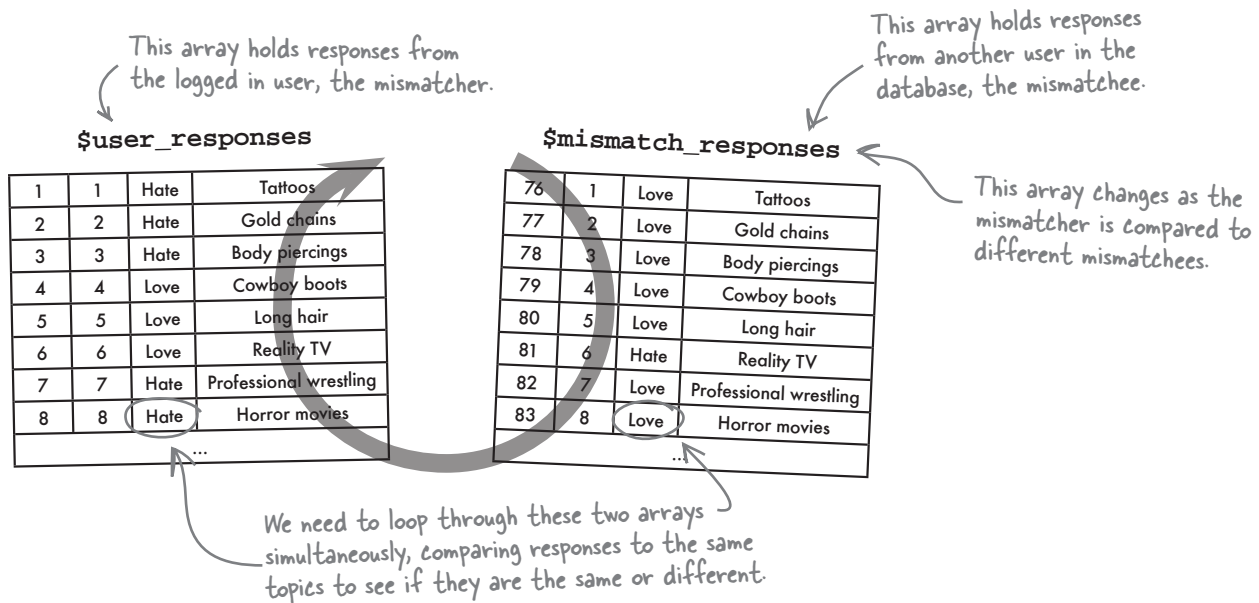 This array holds responses from
the logged in user, the mismatcher.
This array holds responses
from another user in the
database, the mismatchee.
$user_responses
$mismatch_responses
This array changes as the
mismatcher is compared to
different mismatchees.
1 1 Hate Tattoos
2 2 Hate Gold chains
3 3 Hate Body piercings
4 4 Love Cowboy boots
5 5 Love Long hair
6 6 Love Reality TV
7 7 Hate Professional wrestling
8 8 Hate Horror movies
...
76 1 Love Tattoos
77 2 Love Gold chains
78 3 Love Body piercings
79 4 Love Cowboy boots
80 5 Love Long hair
81 6 Hate Reality TV
82 7 Love Professional wrestling
83 8 Love Horror movies
...
We need to loop through these two arrays
simultaneously, comparing responses to the same
topics to see if they are the same or different.